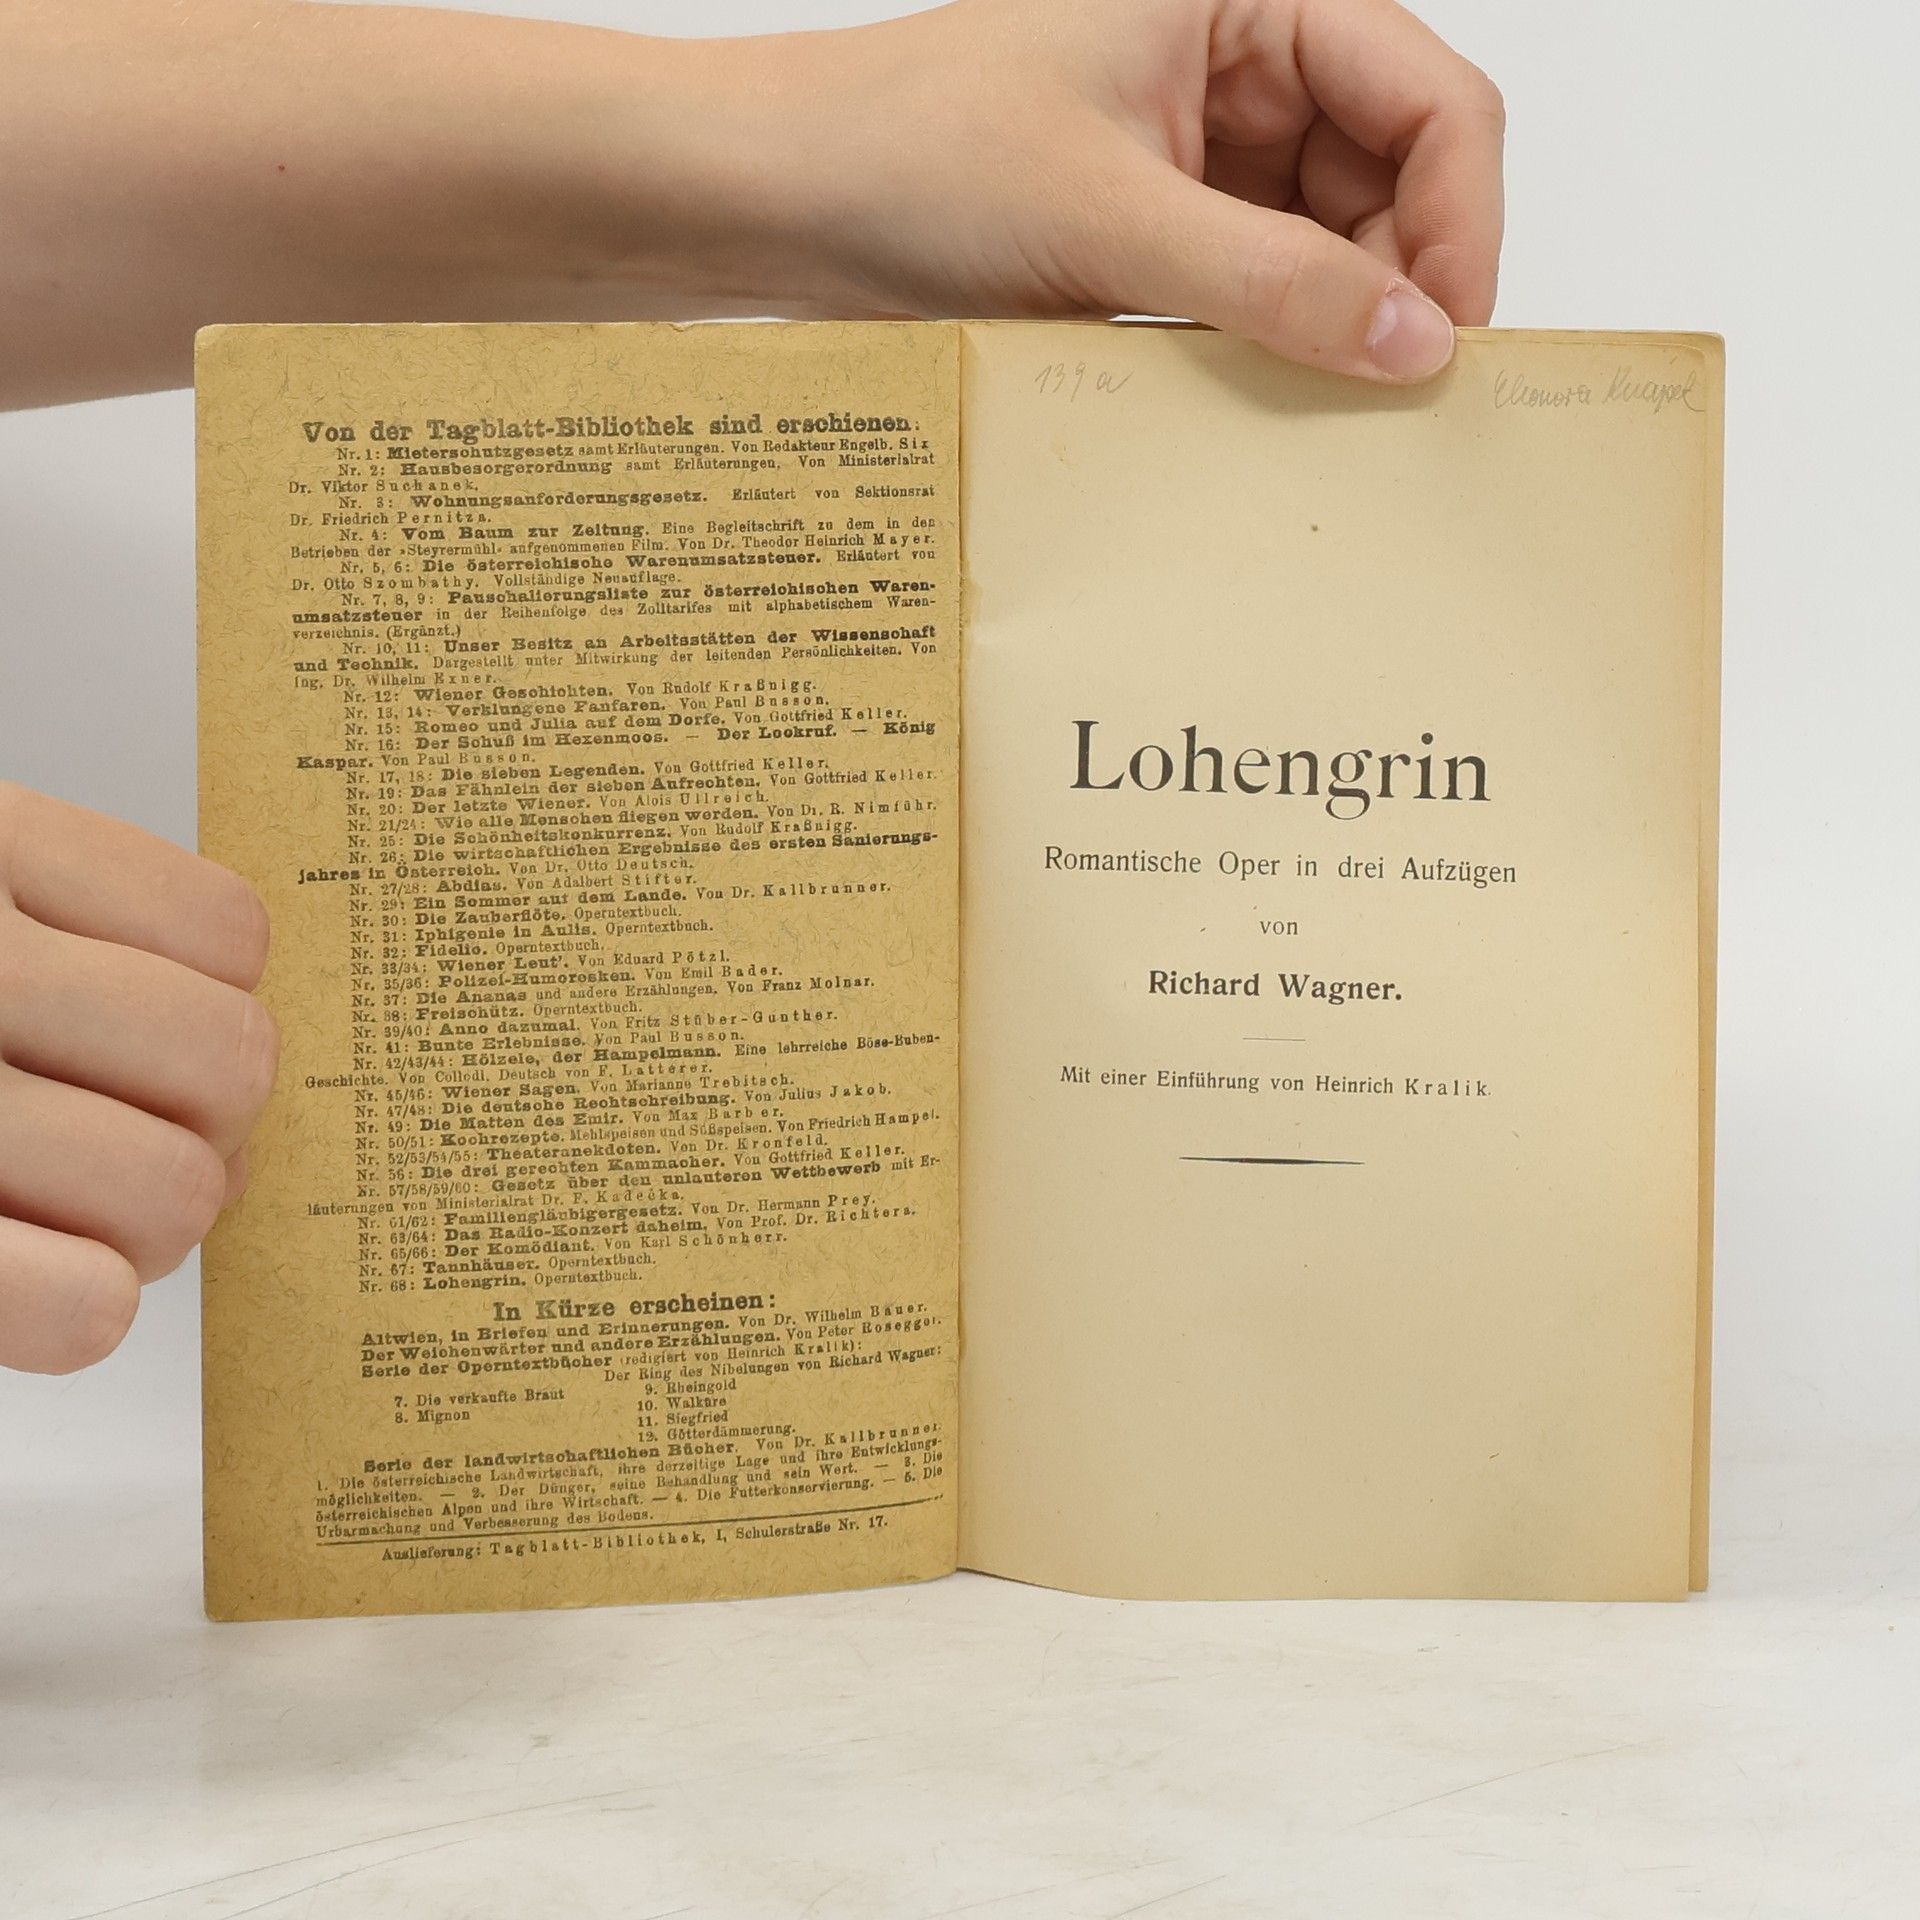 Von der Tagblatt-Bibliothek sind erschienen:
Nr. 1: Mieterschutzgesetz samt Erläuterungen. Von Redakteur Engelb. Six
Nr. 2: Hausbesorgerordnung samt Erläuterungen. Von Ministerialrat
Dr. Viktor Suchanek.
Nr. 3: Wohnungsanforderungsgesetz. Erläutert von Sektionsrat
Dr. Friedrich Pernitza.
Nr. 4: Vom Baum zur Zeitung. Eine Begleitschrift zu dem in den
Betrieben der »Steyrermühl« aufgenommenen Film. Von Dr. Theodor Heinrich Mayer.
Nr. 5, 6: Die österreichische Warenumsatzsteuer. Erläutert von
Dr. Otto Szombathy. Vollständige Neuauflage.
Nr. 7, 8, 9: Pauschalierungsliste zur österreichischen Waren-
umsatzsteuer in der Reihenfolge des Zolltarifes mit alphabetischem Waren-
verzeichnis. (Ergänzt.)
Nr. 10, 11: Unser Besitz an Arbeitsstätten der Wissenschaft
und Technik. Dargestellt unter Mitwirkung der leitenden Persönlichkeiten. Von
Ing. Dr. Wilhelm Exner.
Nr. 12: Wiener Geschichten. Von Rudolf Kraßnigg.
Nr. 13, 14: Verklungene Fanfaren. Von Paul Busson.
Nr. 15: Romeo und Julia auf dem Dorfe. Von Gottfried Keller.
Nr. 16: Der Schuß im Hexenmoos. — Der Lockruf. — König
Kaspar. Von Paul Busson.
Nr. 17, 18: Die sieben Legenden. Von Gottfried Keller.
Nr. 19: Das Fähnlein der sieben Aufrechten. Von Gottfried Keller.
Nr. 20: Der letzte Wiener. Von Alois Ullreich.
Nr. 21/24: Wie alle Menschen fliegen werden. Von Dr. R. Nimführ.
Nr. 25: Die Schönheitskonkurrenz. Von Rudolf Kraßnigg.
Nr. 26: Die wirtschaftlichen Ergebnisse des ersten Sanierungs-
jahres in Österreich. Von Dr. Otto Deutsch.
Nr. 27/28: Abdias. Von Adalbert Stifter.
Nr. 29: Ein Sommer auf dem Lande. Von Dr. Kallbrunner.
Nr. 30: Die Zauberflöte. Operntextbuch.
Nr. 31: Iphigenie in Aulis. Operntextbuch.
Nr. 32: Fidelio. Operntextbuch.
Nr. 33/34: Wiener Leut'. Von Eduard Pötzl.
Nr. 35/36: Polizei-Humoresken. Von Emil Bader.
Nr. 37: Die Ananas und andere Erzählungen. Von Franz Molnar.
Nr. 38: Freischütz. Operntextbuch.
Nr. 39/40: Anno dazumal. Von Fritz Stüber-Gunther.
Nr. 41: Bunte Erlebnisse. Von Paul Busson.
Nr. 42/43/44: Hölzele, der Hampelmann. Eine lehrreiche Böse-Buben-
Geschichte. Von Collodi. Deutsch von F. Latterer.
Nr. 45/46: Wiener Sagen. Von Marianne Trebitsch.
Nr. 47/48: Die deutsche Rechtschreibung. Von Julius Jakob.
Nr. 49: Die Matten des Emir. Von Max Barber.
Nr. 50/51: Kochrezepte. Mehlspeisen und Süßspeisen. Von Friedrich Hampel.
Nr. 52/53/54/55: Theateranekdoten. Von Dr. Kronfeld.
Nr. 56: Die drei gerechten Kammacher. Von Gottfried Keller.
Nr. 57/58/59/60: Gesetz über den unlauteren Wettbewerb mit Er-
läuterungen von Ministerialrat Dr. F. Kadečka.
Nr. 61/62: Familiengläubigergesetz. Von Dr. Hermann Prey.
Nr. 63/64: Das Radio-Konzert daheim. Von Prof. Dr. Richtera.
Nr. 65/66: Der Komödiant. Von Karl Schönherr.
Nr. 67: Tannhäuser. Operntextbuch.
Nr. 68: Lohengrin. Operntextbuch.
In Kürze erscheinen:
Altwien, in Briefen und Erinnerungen. Von Dr. Wilhelm Bauer.
Der Weichenwärter und andere Erzählungen. Von Peter Rosegger.
Serie der Operntextbücher (redigiert von Heinrich Kralik):
Der Ring des Nibelungen von Richard Wagner:
7. Die verkaufte Braut 9. Rheingold
8. Mignon 10. Walküre
11. Siegfried
12. Götterdämmerung.
Serie der landwirtschaftlichen Bücher. Von Dr. Kallbrunner.
1. Die österreichische Landwirtschaft, ihre derzeitige Lage und ihre Entwicklungs-
möglichkeiten. — 2. Der Dünger, seine Behandlung und sein Wert. — 3. Die
österreichischen Alpen und ihre Wirtschaft. — 4. Die Futterkonservierung. — 5. Die
Urbarmachung und Verbesserung des Bodens.
Auslieferung: Tagblatt-Bibliothek, I, Schulerstraße Nr. 17.
139 a
Eleonora Knapel
Lohengrin
Romantische Oper in drei Aufzügen
von
Richard Wagner.
Mit einer Einführung von Heinrich Kralik.